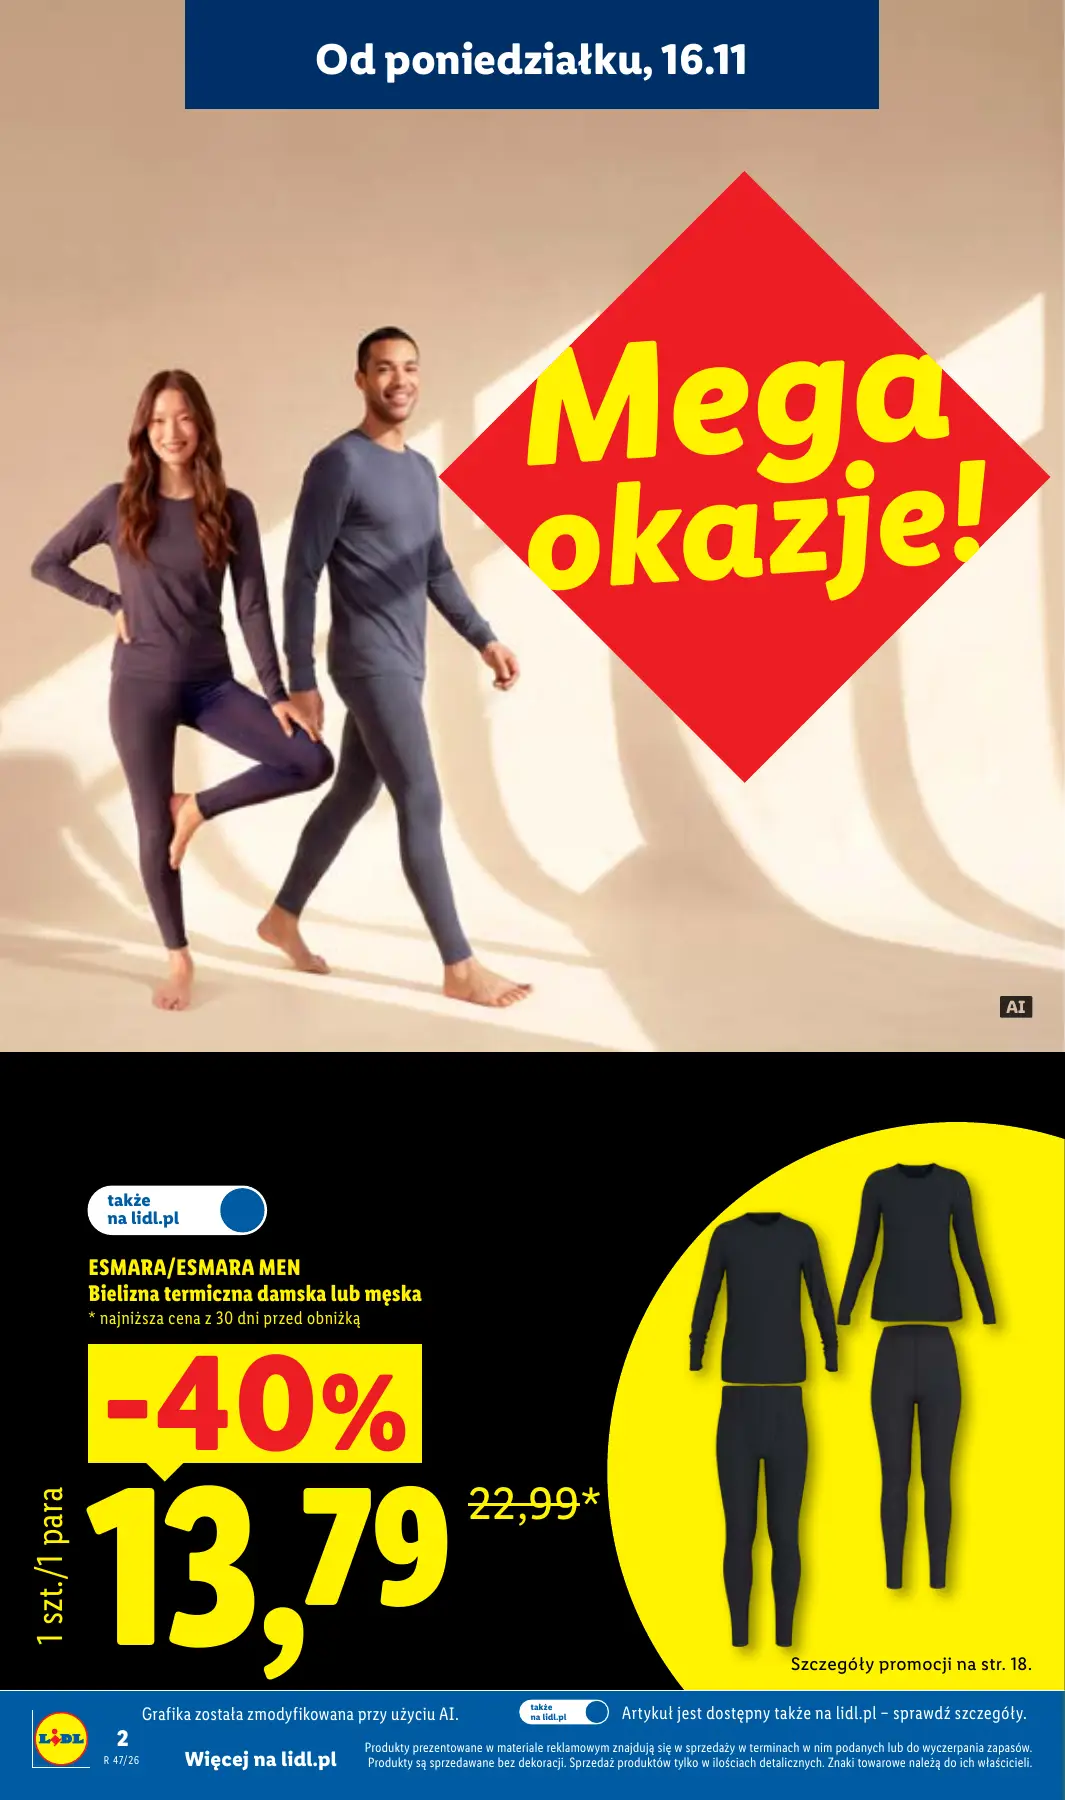 Od poniedziałku, 16.11
Mega
okazje!
AI
także
na lidl.pl
ESMARA/ESMARA MEN
Bielizna termiczna damska lub męska
* najniższa cena z 30 dni przed obniżką
-40%
1 szt./1 para
13,79
22,99*
Szczegóły promocji na str. 18.
LIDL
2
R 47/26
Grafika została zmodyfikowana przy użyciu AI.
Więcej na lidl.pl
także
na lidl.pl
Artykuł jest dostępny także na lidl.pl – sprawdź szczegóły.
Produkty prezentowane w materiale reklamowym znajdują się w sprzedaży w terminach w nim podanych lub do wyczerpania zapasów.
Produkty są sprzedawane bez dekoracji. Sprzedaż produktów tylko w ilościach detalicznych. Znaki towarowe należą do ich właścicieli.